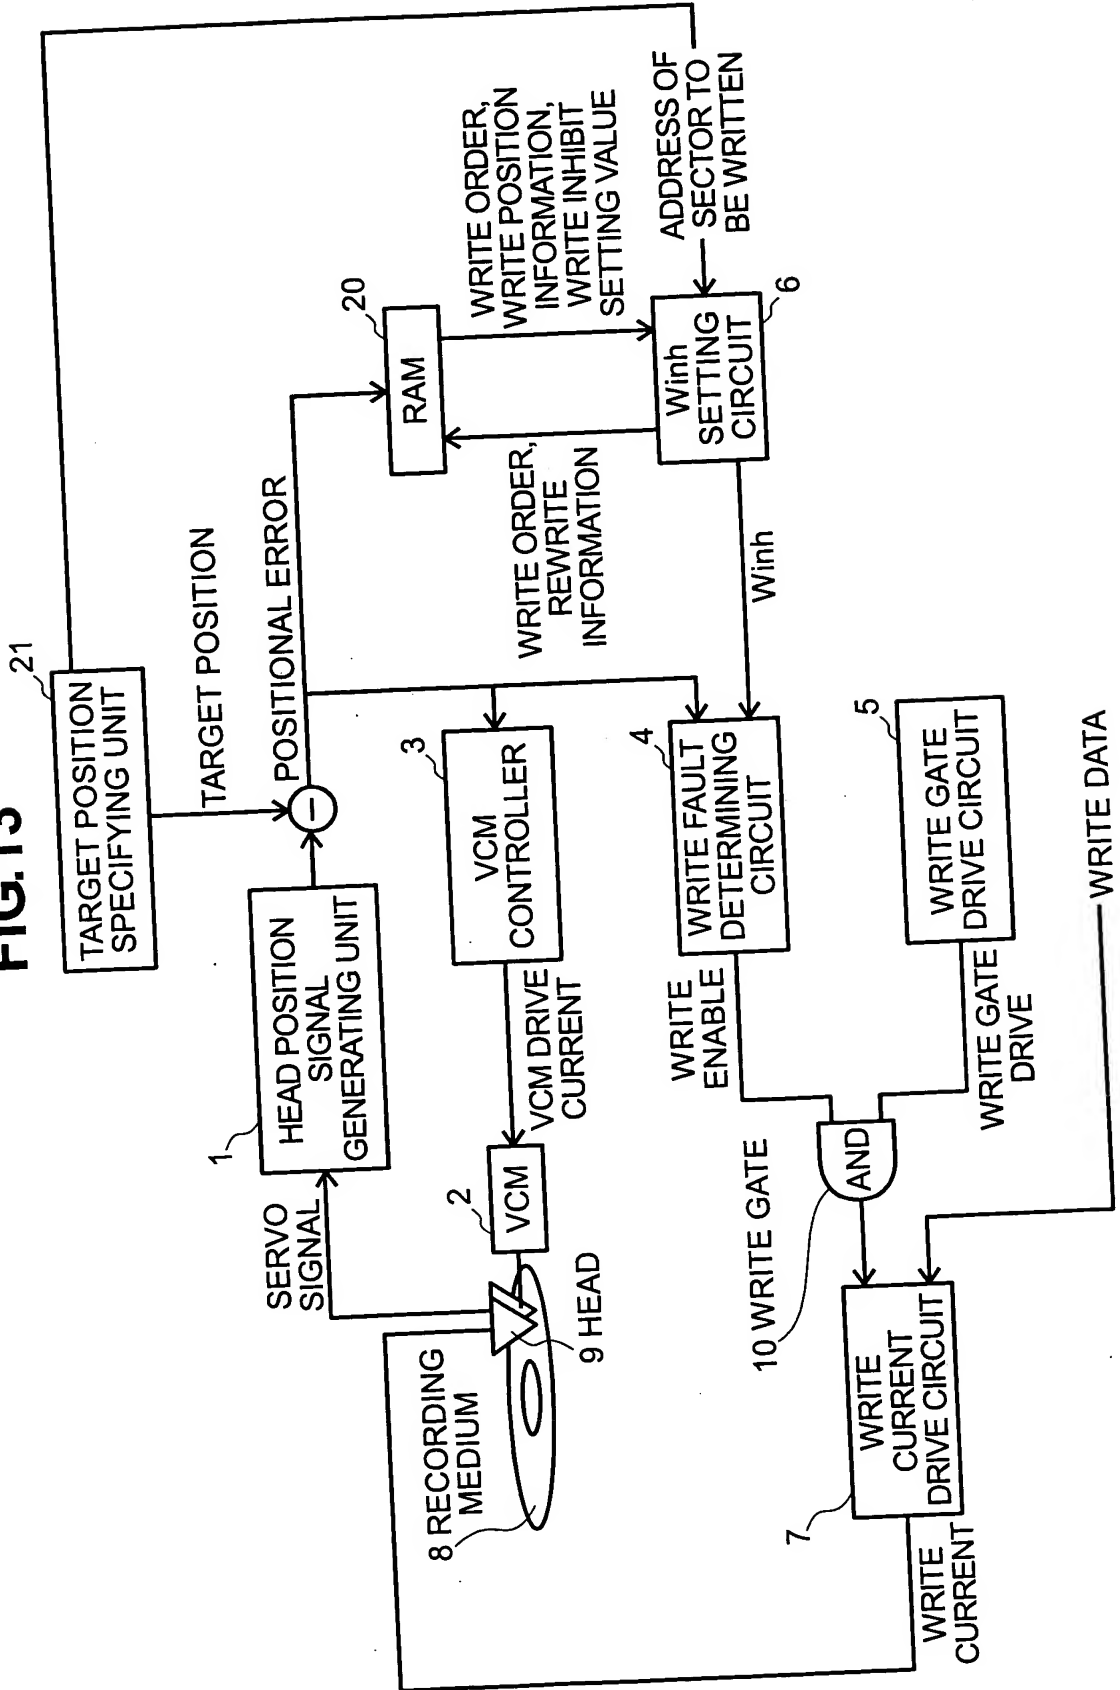 FIG.13
TARGET POSITION
SPECIFYING UNIT
21
TARGET POSITION
POSITIONAL ERROR
HEAD POSITION
SIGNAL
GENERATING UNIT
1
SERVO
SIGNAL
RAM
20
WRITE ORDER,
WRITE POSITION
INFORMATION,
WRITE INHIBIT
SETTING VALUE
WRITE ORDER,
REWRITE
INFORMATION
ADDRESS OF
SECTOR TO
BE WRITTEN
Winh
SETTING
CIRCUIT
6
Winh
VCM
CONTROLLER
3
VCM DRIVE
CURRENT
VCM
2
9 HEAD
8 RECORDING
MEDIUM
WRITE FAULT
DETERMINING
CIRCUIT
4
WRITE
ENABLE
WRITE GATE
DRIVE CIRCUIT
5
WRITE GATE
DRIVE
AND
10 WRITE GATE
WRITE DATA
WRITE
CURRENT
DRIVE CIRCUIT
7
WRITE
CURRENT